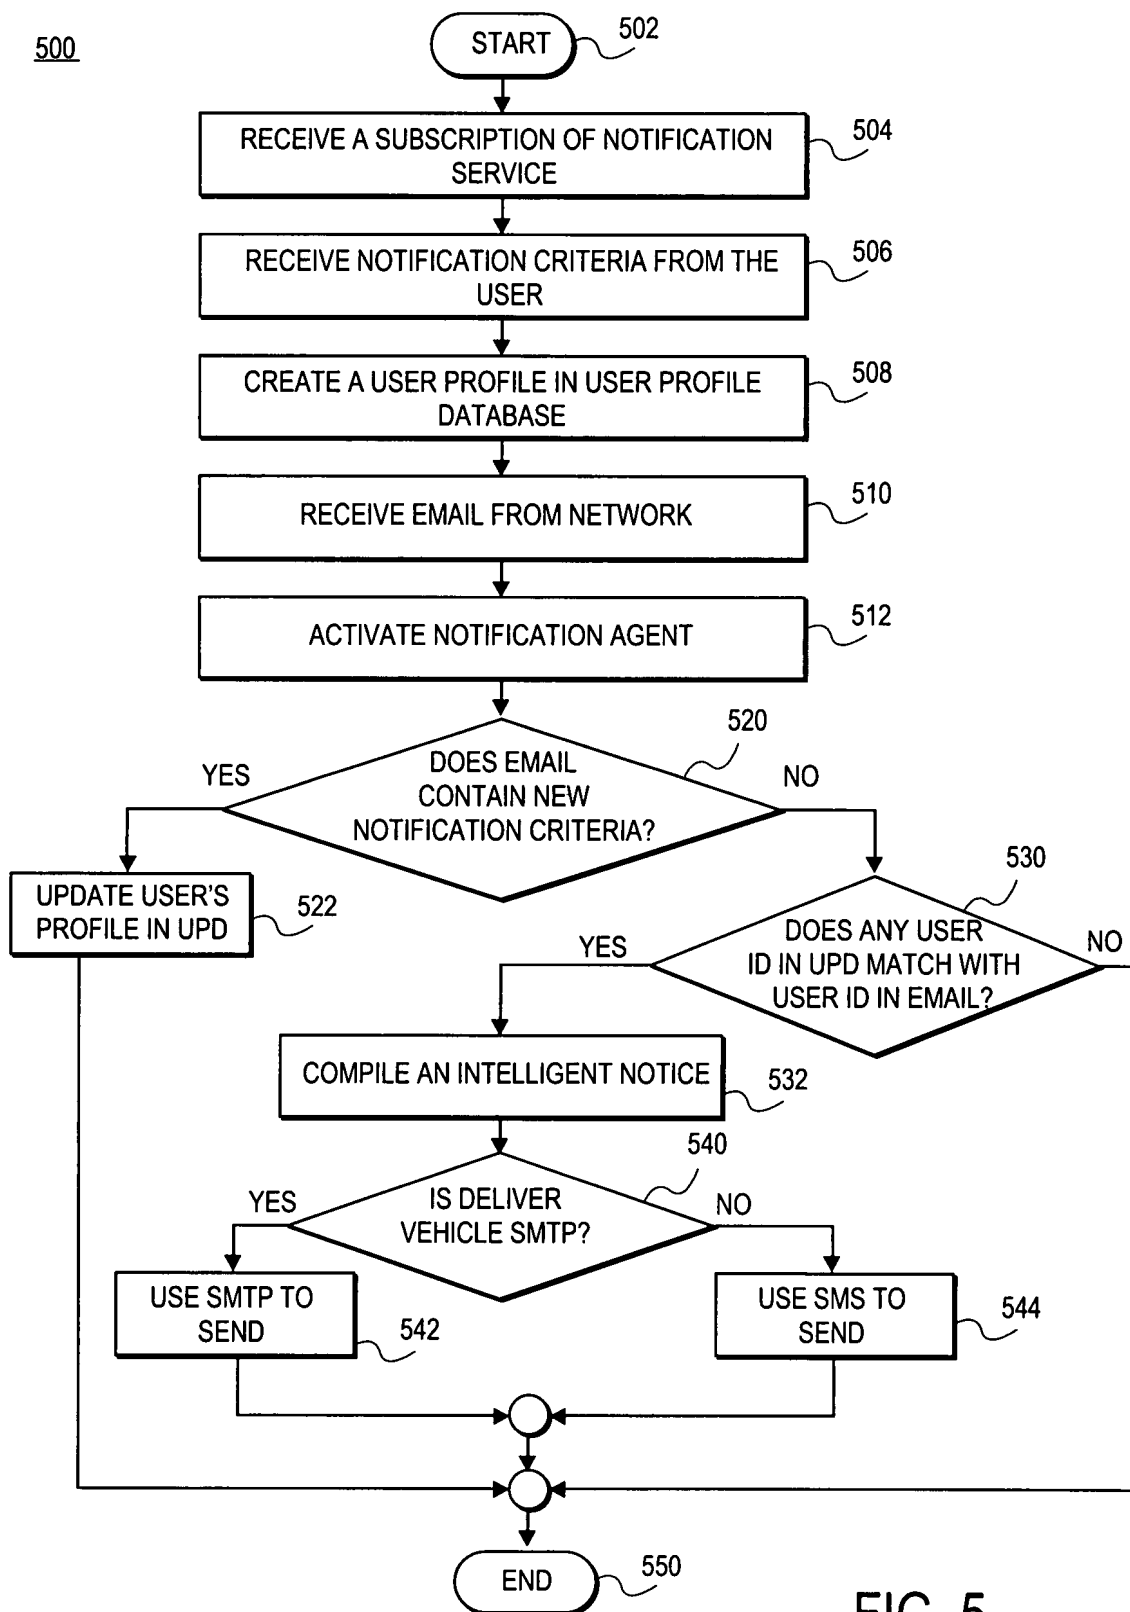 500
START
502
RECEIVE A SUBSCRIPTION OF NOTIFICATION
SERVICE
504
RECEIVE NOTIFICATION CRITERIA FROM THE
USER
506
CREATE A USER PROFILE IN USER PROFILE
DATABASE
508
RECEIVE EMAIL FROM NETWORK
510
ACTIVATE NOTIFICATION AGENT
512
520
YES
DOES EMAIL
CONTAIN NEW
NOTIFICATION CRITERIA?
NO
UPDATE USER'S
PROFILE IN UPD
522
530
YES
DOES ANY USER
ID IN UPD MATCH WITH
USER ID IN EMAIL?
NO
COMPILE AN INTELLIGENT NOTICE
532
540
YES
IS DELIVER
VEHICLE SMTP?
NO
USE SMTP TO
SEND
542
USE SMS TO
SEND
544
END
550
FIG. 5